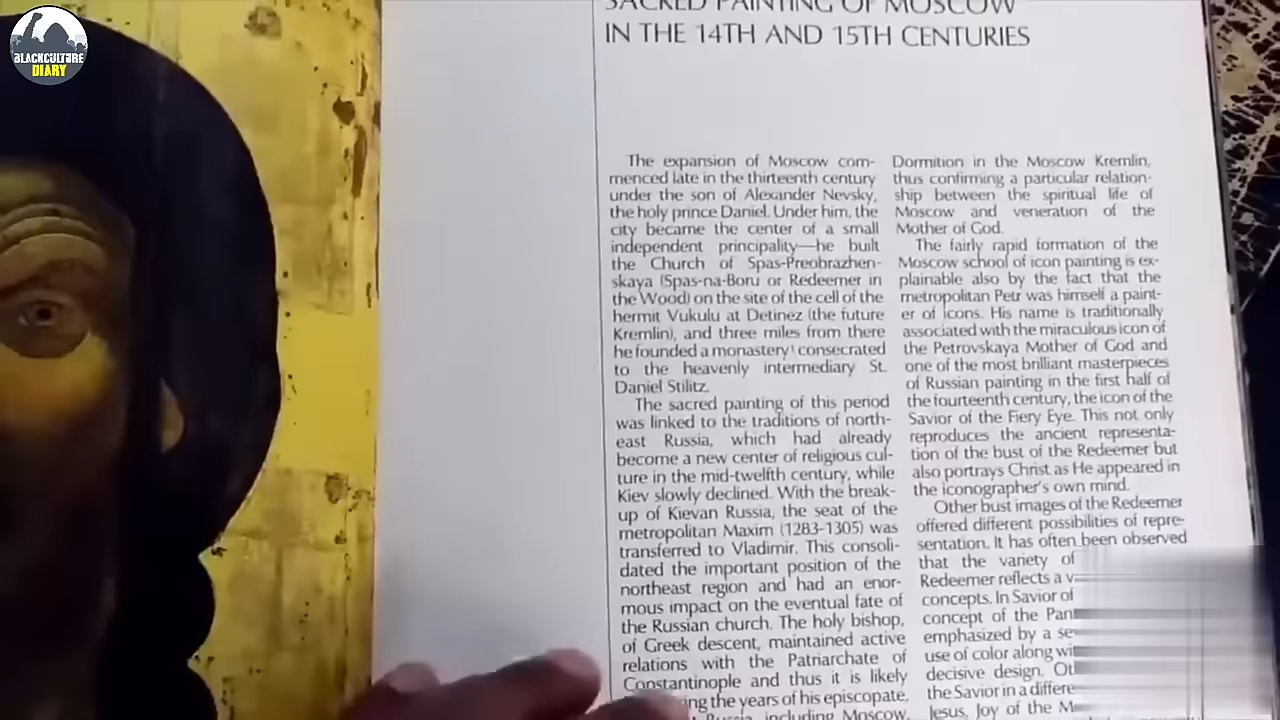 BLACKCULTURE
DIARY
SACRED PAINTING OF MOSCOW
IN THE 14TH AND 15TH CENTURIES
The expansion of Moscow com-
menced late in the thirteenth century
under the son of Alexander Nevsky,
the holy prince Daniel. Under him, the
city became the center of a small
independent principality—he built
the Church of Spas-Preobrazhen-
skaya (Spas-na-Boru or Redeemer in
the Wood) on the site of the cell of the
hermit Vukulu at Detinez (the future
Kremlin), and three miles from there
he founded a monastery¹ consecrated
to the heavenly intermediary St.
Daniel Stilitz.
The sacred painting of this period
was linked to the traditions of north-
east Russia, which had already
become a new center of religious cul-
ture in the mid-twelfth century, while
Kiev slowly declined. With the break-
up of Kievan Russia, the seat of the
metropolitan Maxim (1283-1305) was
transferred to Vladimir. This consoli-
dated the important position of the
northeast region and had an enor-
mous impact on the eventual fate of
the Russian church. The holy bishop,
of Greek descent, maintained active
relations with the Patriarchate of
Constantinople and thus it is likely
ing the years of his episcopate,
Russia, including Moscow,
Dormition in the Moscow Kremlin,
thus confirming a particular relation-
ship between the spiritual life of
Moscow and veneration of the
Mother of God.
The fairly rapid formation of the
Moscow school of icon painting is ex-
plainable also by the fact that the
metropolitan Petr was himself a paint-
er of icons. His name is traditionally
associated with the miraculous icon of
the Petrovskaya Mother of God and
one of the most brilliant masterpieces
of Russian painting in the first half of
the fourteenth century, the icon of the
Savior of the Fiery Eye. This not only
reproduces the ancient representa-
tion of the bust of the Redeemer but
also portrays Christ as He appeared in
the iconographer's own mind.
Other bust images of the Redeemer
offered different possibilities of repre-
sentation. It has often been observed
that the variety of
Redeemer reflects a v
concepts. In Savior of
concept of the Pan
emphasized by a se
use of color along wi
decisive design. Ot
the Savior in a differe
Jesus, Joy of the M